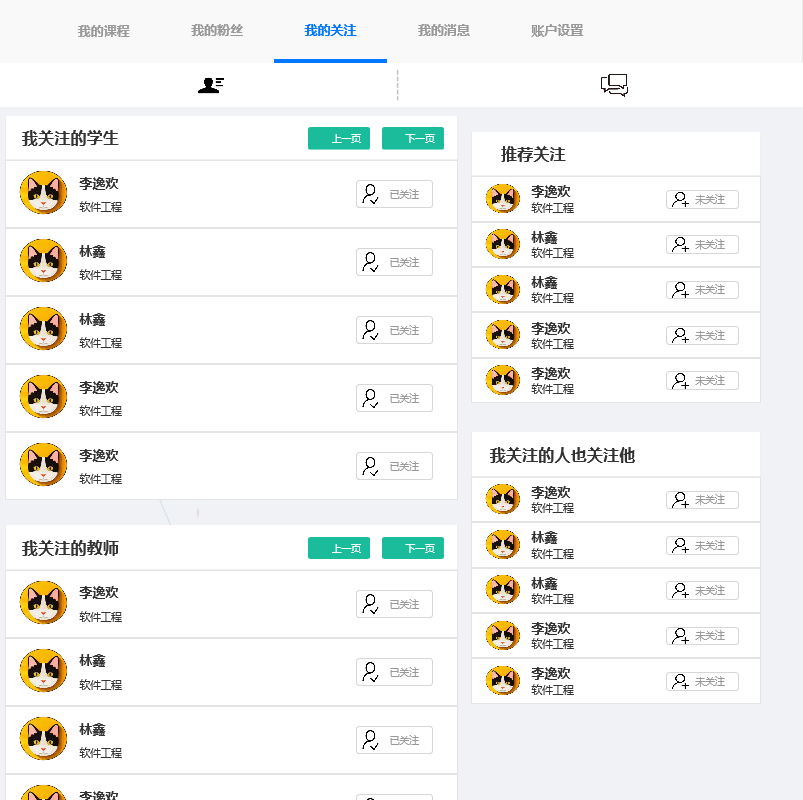 我的课程 我的粉丝 我的关注 我的消息 账户设置
我关注的学生 上一页 下一页
李逸欢
软件工程
已关注
林鑫
软件工程
已关注
林鑫
软件工程
已关注
李逸欢
软件工程
已关注
李逸欢
软件工程
已关注
我关注的教师 上一页 下一页
李逸欢
软件工程
已关注
林鑫
软件工程
已关注
林鑫
软件工程
已关注
李逸欢
推荐关注
李逸欢
软件工程
未关注
林鑫
软件工程
未关注
林鑫
软件工程
未关注
李逸欢
软件工程
未关注
李逸欢
软件工程
未关注
我关注的人也关注他
李逸欢
软件工程
未关注
林鑫
软件工程
未关注
林鑫
软件工程
未关注
李逸欢
软件工程
未关注
李逸欢
软件工程
未关注